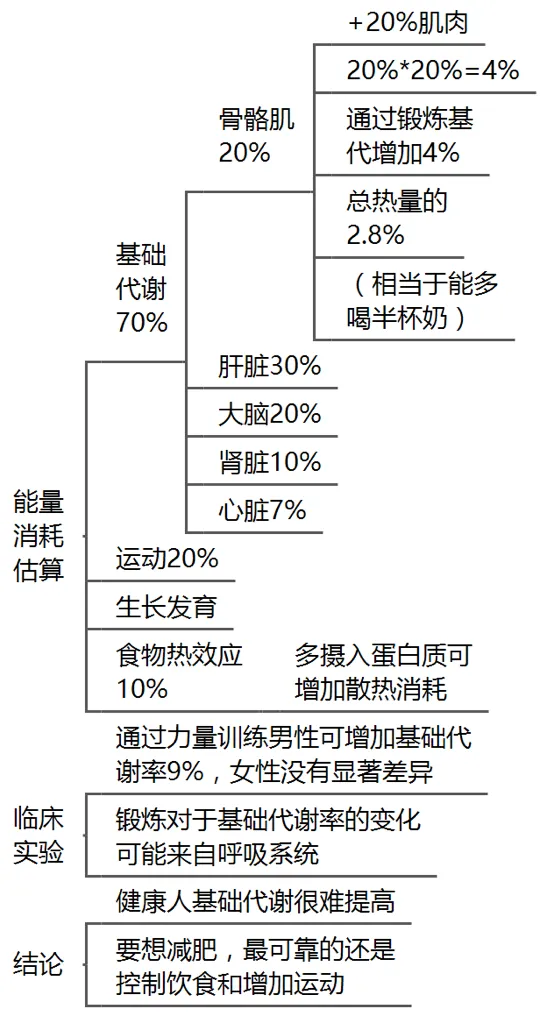 +20%肌肉
20%*20%=4%
骨骼肌
20%
通过锻炼基
代增加4%
总热量的
2.8%
（相当于能多
喝半杯奶）
基础
代谢
70%
肝脏30%
大脑20%
肾脏10%
心脏7%
能量
消耗
估算
运动20%
生长发育
食物热效应
10%
多摄入蛋白质可
增加散热消耗
通过力量训练男性可增加基础代
谢率9%，女性没有显著差异
临床
实验
锻炼对于基础代谢率的变化
可能来自呼吸系统
健康人基础代谢很难提高
结论
要想减肥，最可靠的还是
控制饮食和增加运动